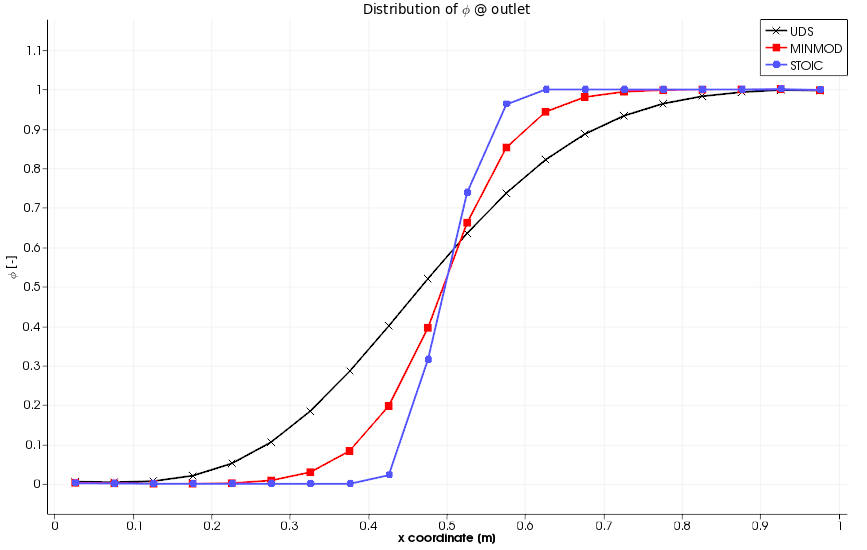 Distribution of ϕ @ outlet
UDS
MINMOD
STOIC
1.1
1
0.9
0.8
0.7
0.6
0.5
0.4
0.3
0.2
0.1
0
ϕ [-]
0 0.1 0.2 0.3 0.4 0.5 0.6 0.7 0.8 0.9 1
x coordinate [m]